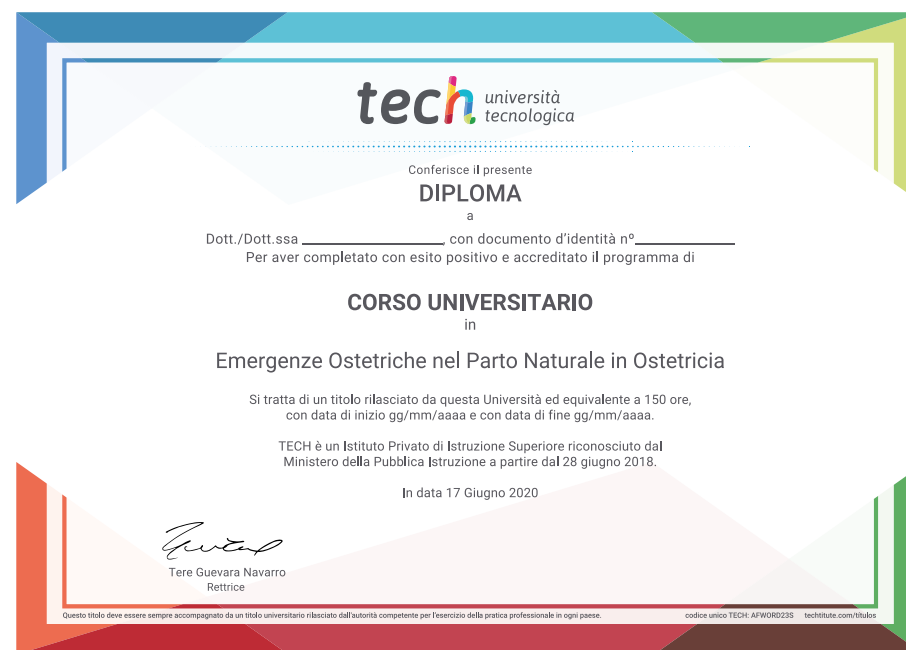 tech università
tecnologica
Conferisce il presente
DIPLOMA
a
Dott./Dott.ssa ____________________, con documento d'identità nº______________
Per aver completato con esito positivo e accreditato il programma di
CORSO UNIVERSITARIO
in
Emergenze Ostetriche nel Parto Naturale in Ostetricia
Si tratta di un titolo rilasciato da questa Università ed equivalente a 150 ore,
con data di inizio gg/mm/aaaa e con data di fine gg/mm/aaaa.
TECH è un Istituto Privato di Istruzione Superiore riconosciuto dal
Ministero della Pubblica Istruzione a partire dal 28 giugno 2018.
In data 17 Giugno 2020
Tere Guevara Navarro
Rettrice
Questo titolo deve essere sempre accompagnato da un titolo universitario rilasciato dall'autorità competente per l'esercizio della pratica professionale in ogni paese. codice unico TECH: AFWORD23S techtitute.com/titulos